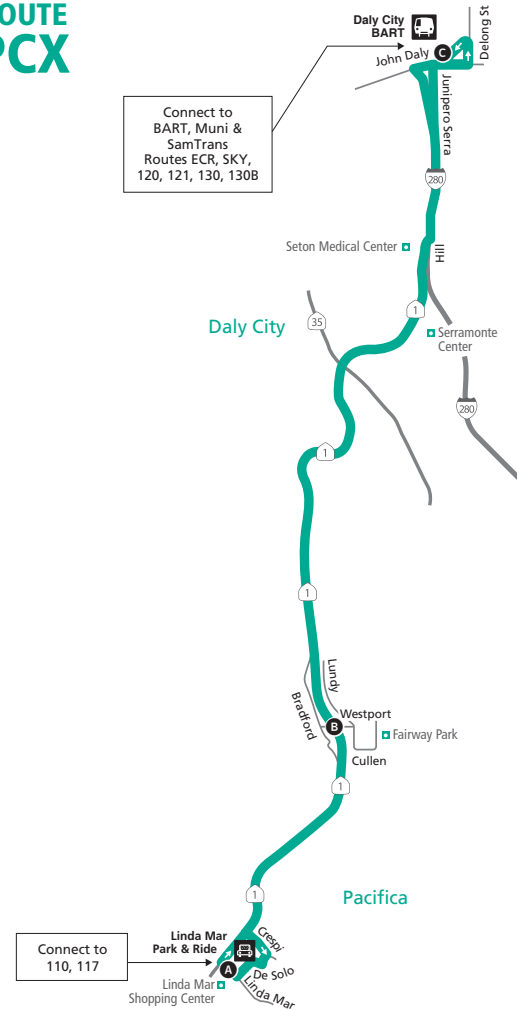 OUTE
PCX
Daly City
BART
Delong St
John Daly
C
Junipero Serra
Connect to
BART, Muni &
SamTrans
Routes ECR, SKY,
120, 121, 130, 130B
280
Seton Medical Center
Hill
1
Daly City
35
Serramonte
Center
280
1
1
Lundy
Bradford
Westport
B
Fairway Park
Cullen
1
Pacifica
1
Linda Mar
Park & Ride
Crespi
Connect to
110, 117
A
De Solo
Linda Mar
Shopping Center
Linda Mar